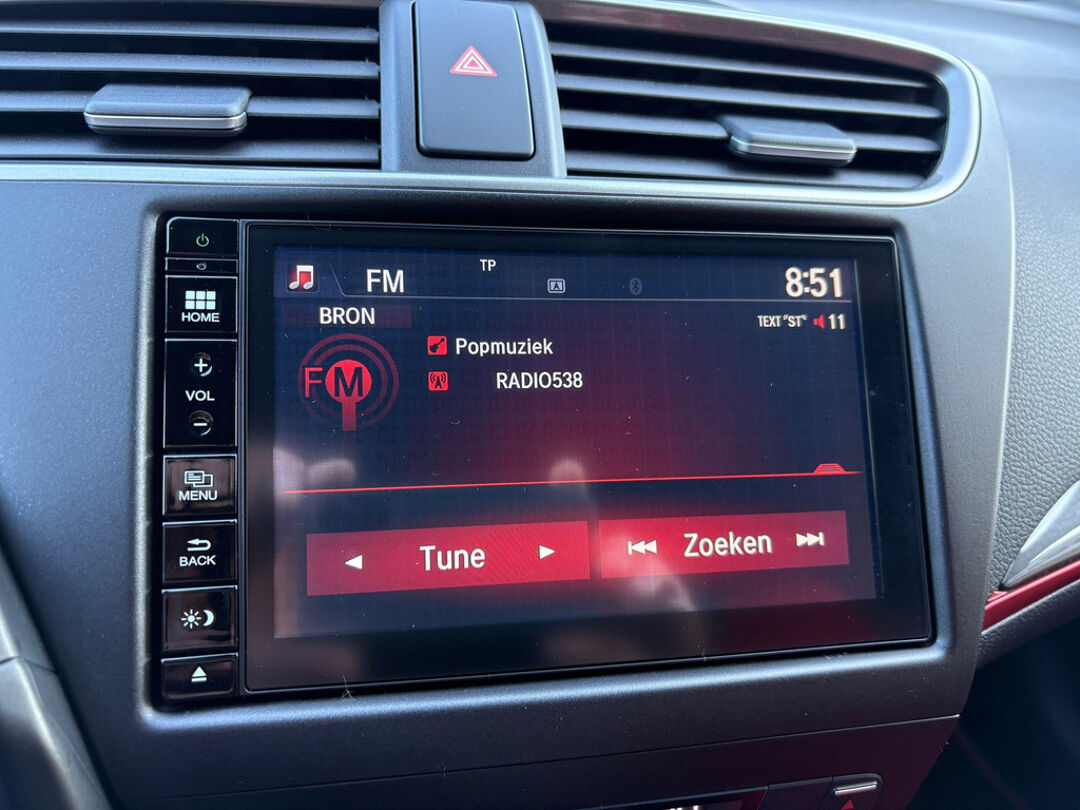 FM
TP
A
8:51
BRON
TEXT "ST" 11
FM
Popmuziek
RADIO538
Tune
Zoeken
HOME
VOL
MENU
BACK